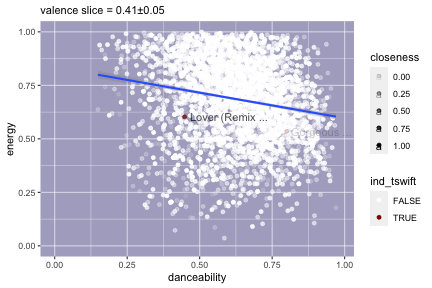 valence slice = 0.41±0.05
1.00
0.75
0.50
0.25
0.00
energy
Lover (Remix ...
Gorgeous
0.00
0.25
0.50
0.75
1.00
danceability
closeness
0.00
0.25
0.50
0.75
1.00
ind_tswift
FALSE
TRUE